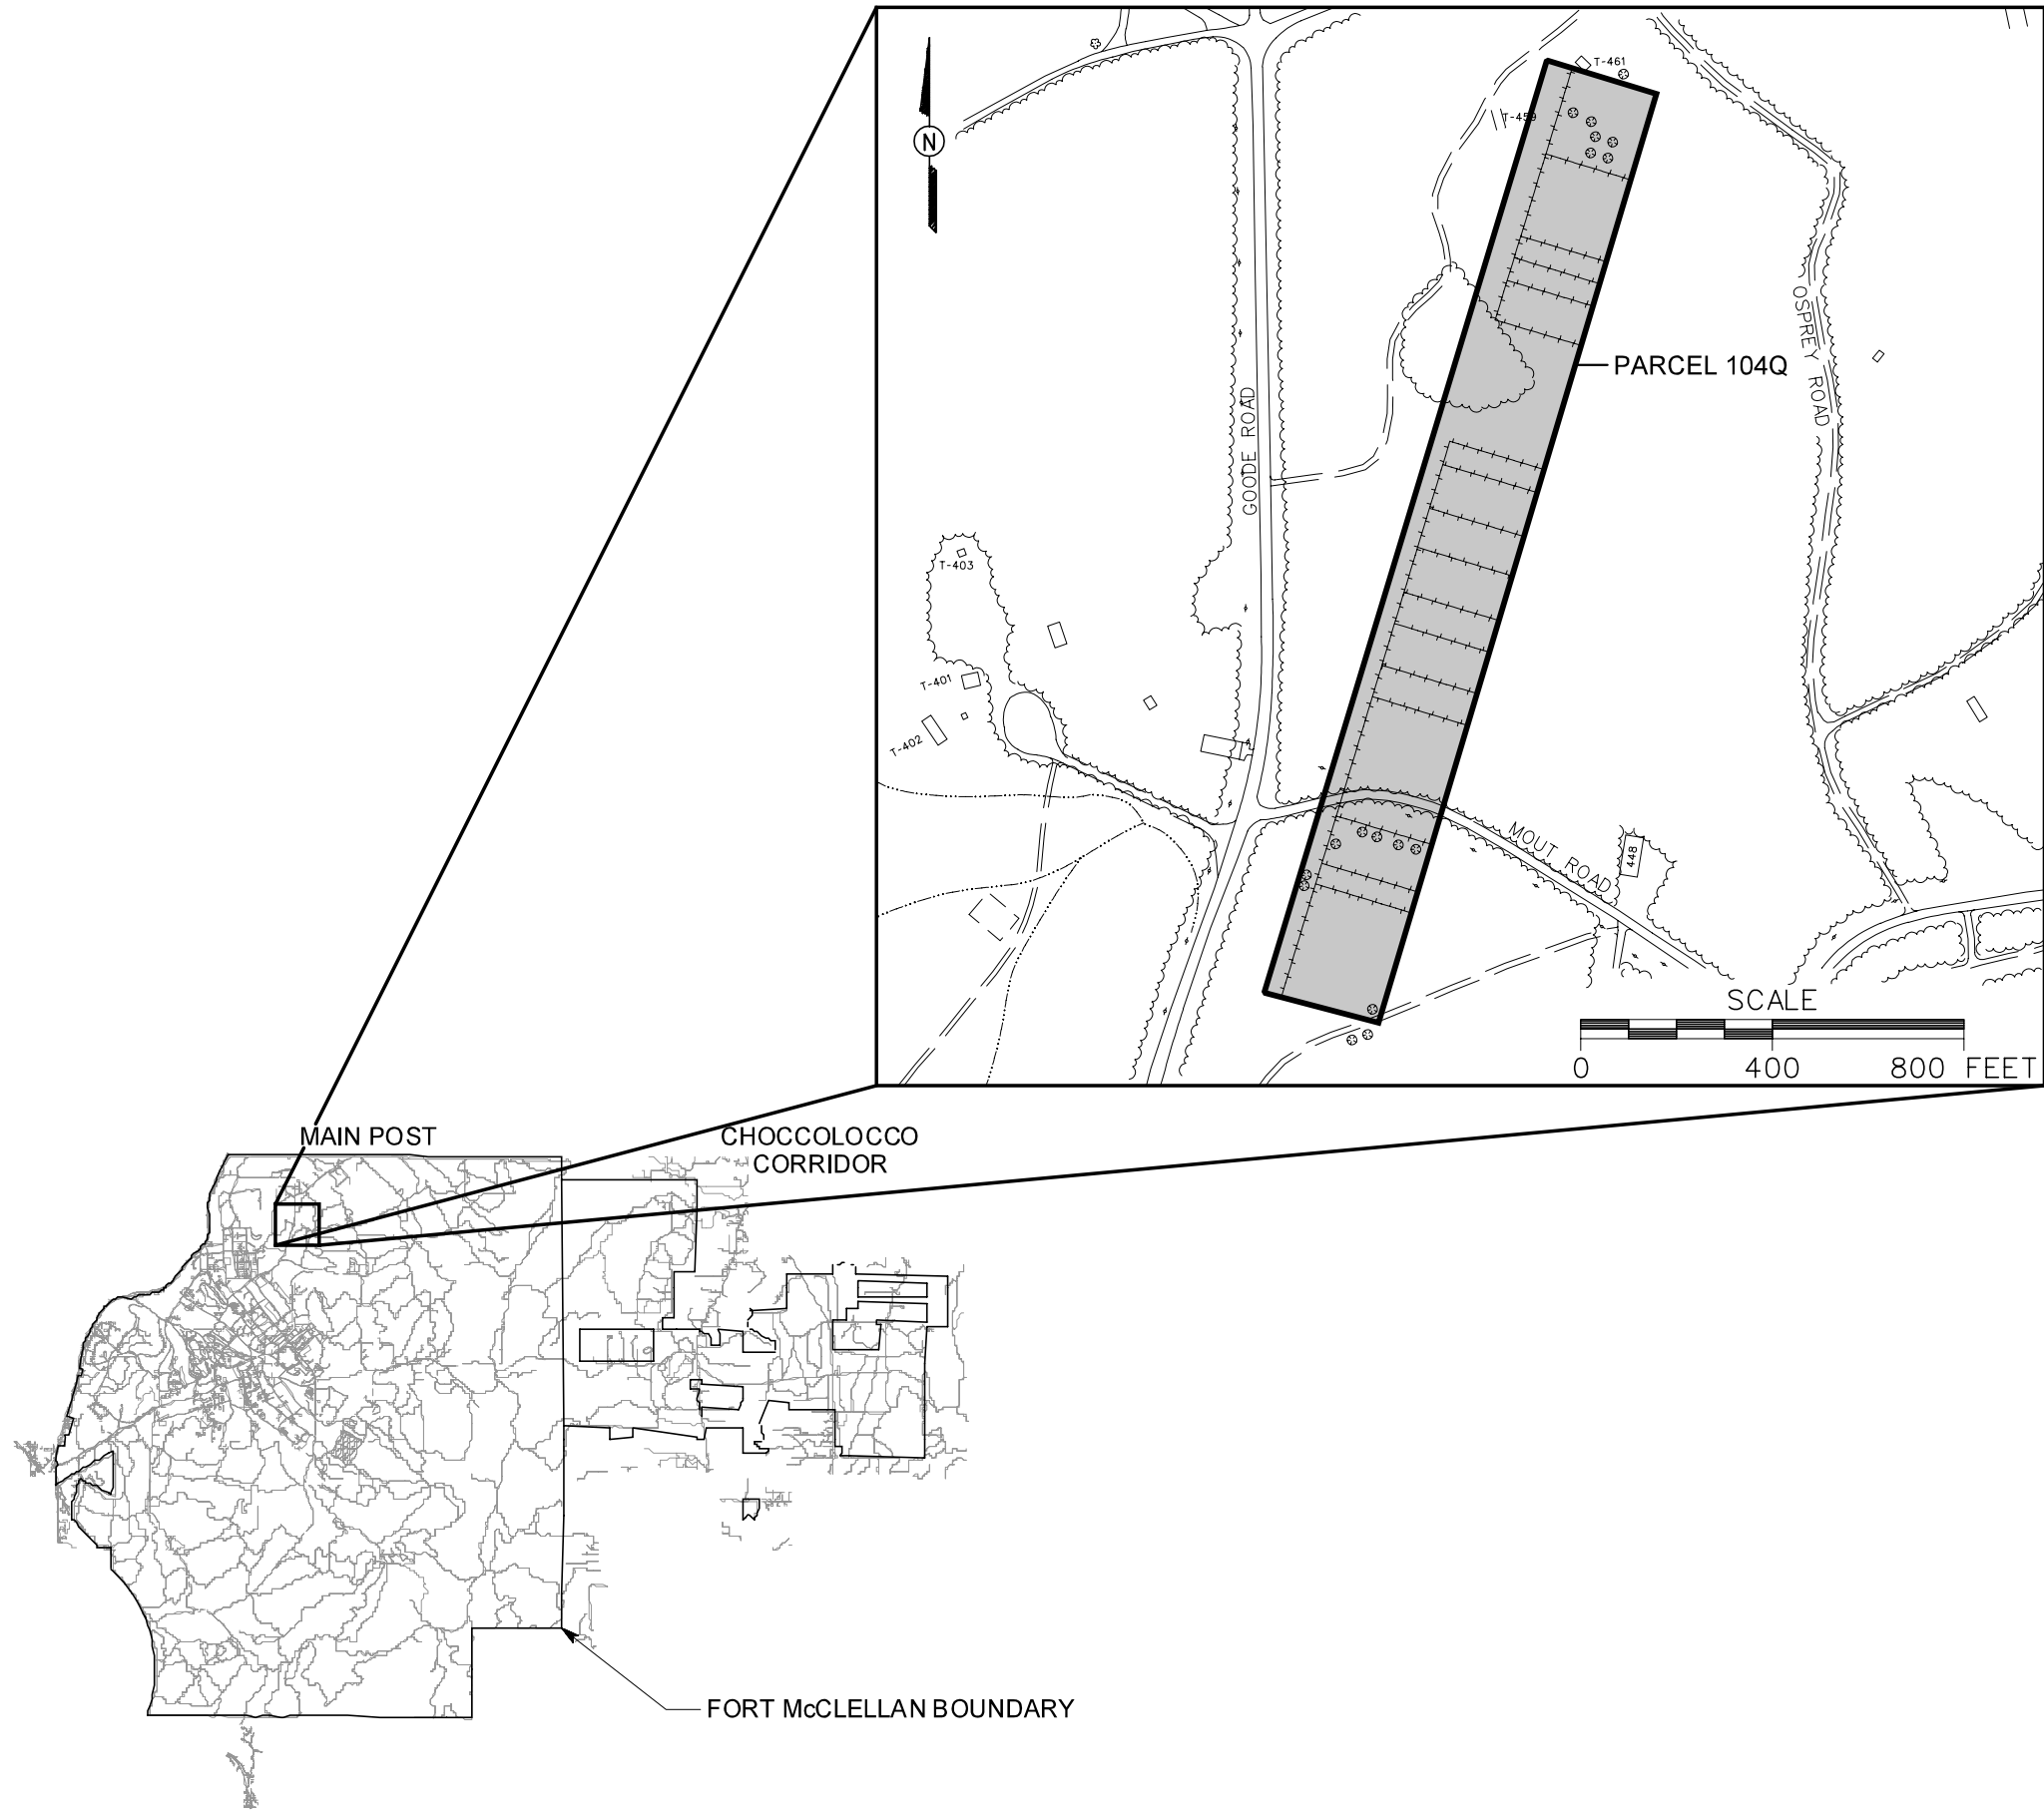 T-461
N
T-459
OSPREY ROAD
PARCEL 104Q
GOODE ROAD
T-403
T-401
T-402
MOUT ROAD
448
SCALE
0 400 800 FEET
MAIN POST
CHOCCOLOCCO
CORRIDOR
FORT McCLELLAN BOUNDARY